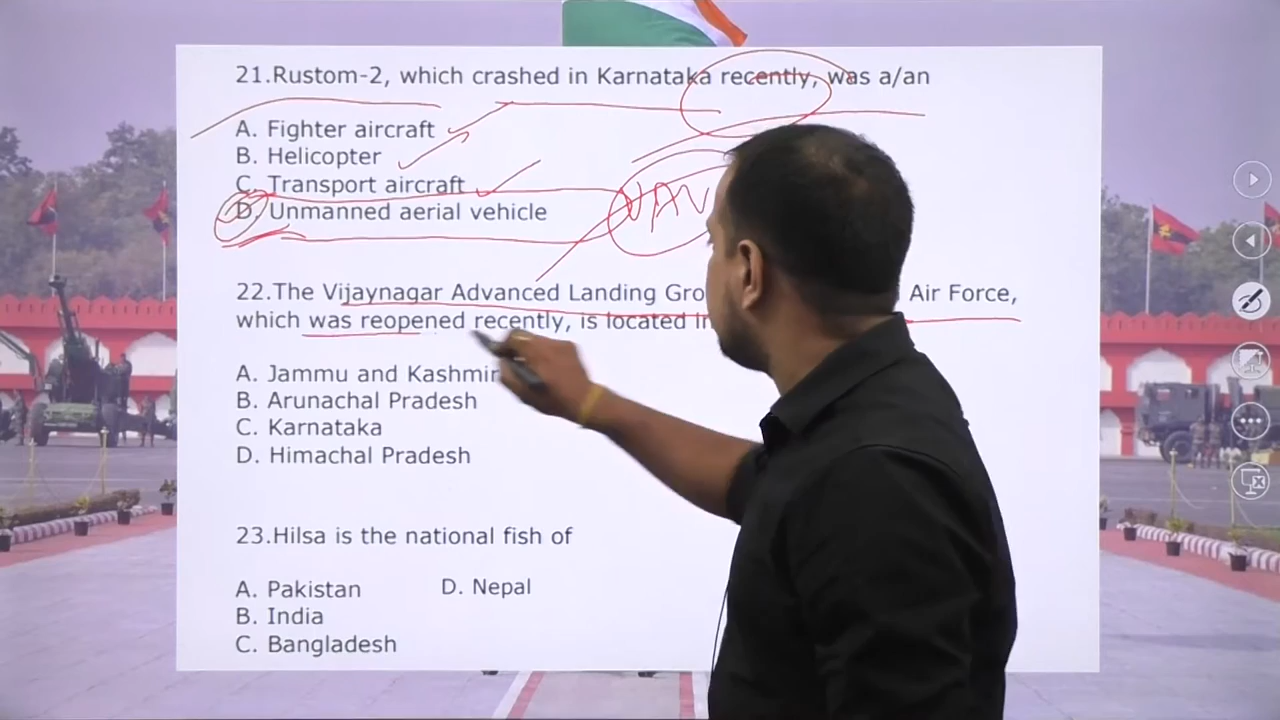 21.Rustom-2, which crashed in Karnataka recently, was a/an
A. Fighter aircraft
B. Helicopter
C. Transport aircraft
D. Unmanned aerial vehicle
UAV
22.The Vijaynagar Advanced Landing Air Force,
which was reopened recently, is located in
A. Jammu and Kashmir
B. Arunachal Pradesh
C. Karnataka
D. Himachal Pradesh
23.Hilsa is the national fish of
A. Pakistan D. Nepal
B. India
C. Bangladesh